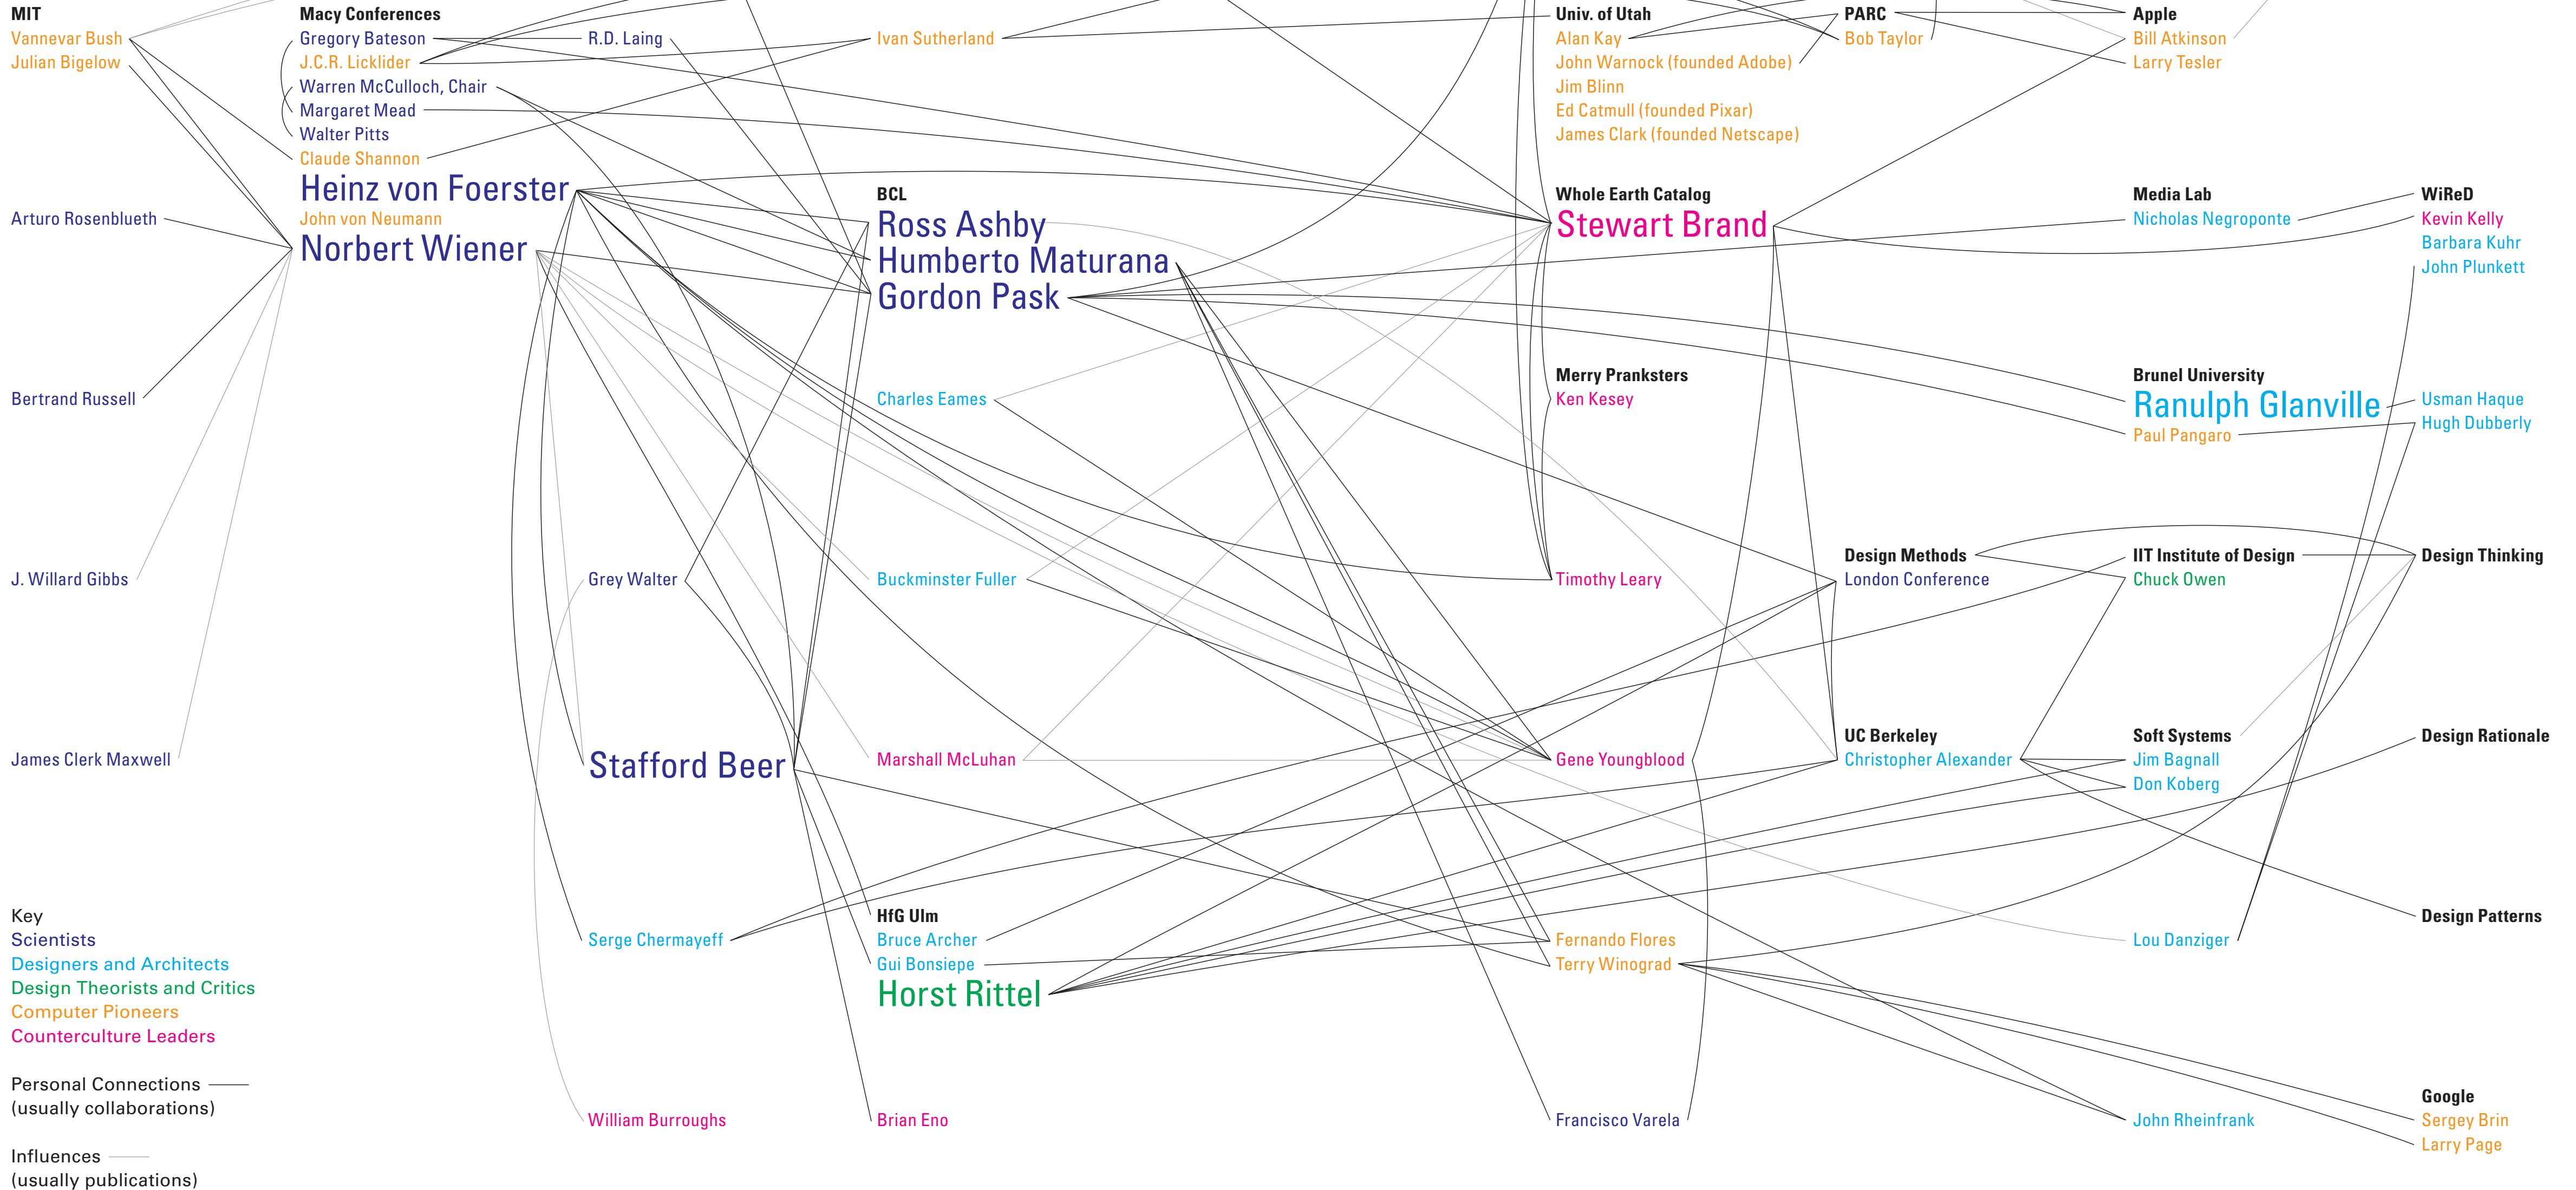 MIT
Vannevar Bush
Julian Bigelow
Arturo Rosenblueth
Bertrand Russell
J. Willard Gibbs
James Clerk Maxwell
Key
Scientists
Designers and Architects
Design Theorists and Critics
Computer Pioneers
Counterculture Leaders
Personal Connections
(usually collaborations)
Influences
(usually publications)
Macy Conferences
Gregory Bateson
J.C.R. Licklider
Warren McCulloch, Chair
Margaret Mead
Walter Pitts
Claude Shannon
Heinz von Foerster
John von Neumann
Norbert Wiener
R.D. Laing
Grey Walter
Stafford Beer
Serge Chermayeff
William Burroughs
Ivan Sutherland
BCL
Ross Ashby
Humberto Maturana
Gordon Pask
Charles Eames
Buckminster Fuller
Marshall McLuhan
HfG Ulm
Bruce Archer
Gui Bonsiepe
Horst Rittel
Brian Eno
Univ. of Utah
Alan Kay
John Warnock (founded Adobe)
Jim Blinn
Ed Catmull (founded Pixar)
James Clark (founded Netscape)
Whole Earth Catalog
Stewart Brand
Merry Pranksters
Ken Kesey
Timothy Leary
Gene Youngblood
Fernando Flores
Terry Winograd
Francisco Varela
PARC
Bob Taylor
Design Methods
London Conference
UC Berkeley
Christopher Alexander
Apple
Bill Atkinson
Larry Tesler
Media Lab
Nicholas Negroponte
Brunel University
Ranulph Glanville
Paul Pangaro
IIT Institute of Design
Chuck Owen
Soft Systems
Jim Bagnall
Don Koberg
Lou Danziger
John Rheinfrank
WiReD
Kevin Kelly
Barbara Kuhr
John Plunkett
Usman Haque
Hugh Dubberly
Design Thinking
Design Rationale
Design Patterns
Google
Sergey Brin
Larry Page